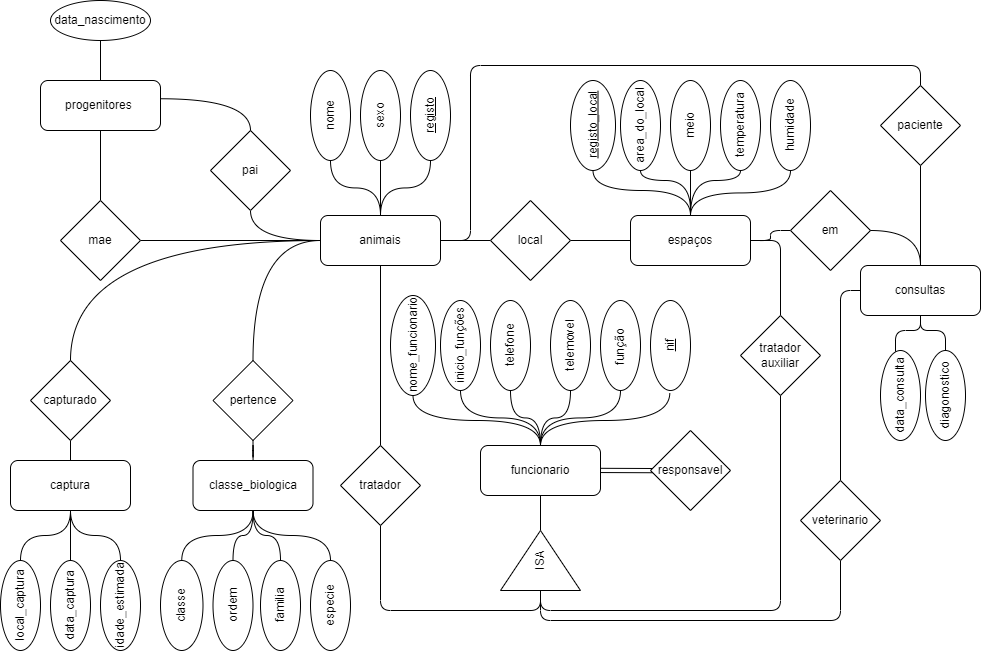 data_nascimento
progenitores
nome
sexo
registo
registo_local
area_do_local
meio
temperatura
humidade
paciente
pai
mae
animais
local
espaços
em
consultas
nome_funcionario
inicio_funções
telefone
telemovel
função
nif
tratador
auxiliar
data_consulta
diagonostico
capturado
pertence
captura
classe_biologica
tratador
funcionario
responsavel
veterinario
ISA
local_captura
data_captura
idade_estimada
classe
ordem
familia
especie